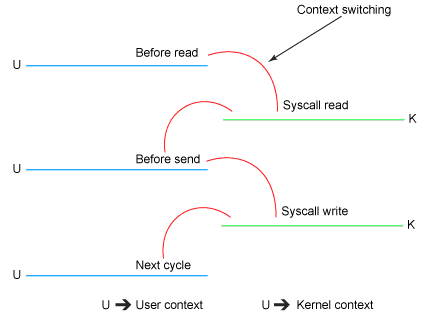 Context switching
Before read
U
Syscall read
K
Before send
U
Syscall write
K
Next cycle
U
U → User context
U → Kernel context